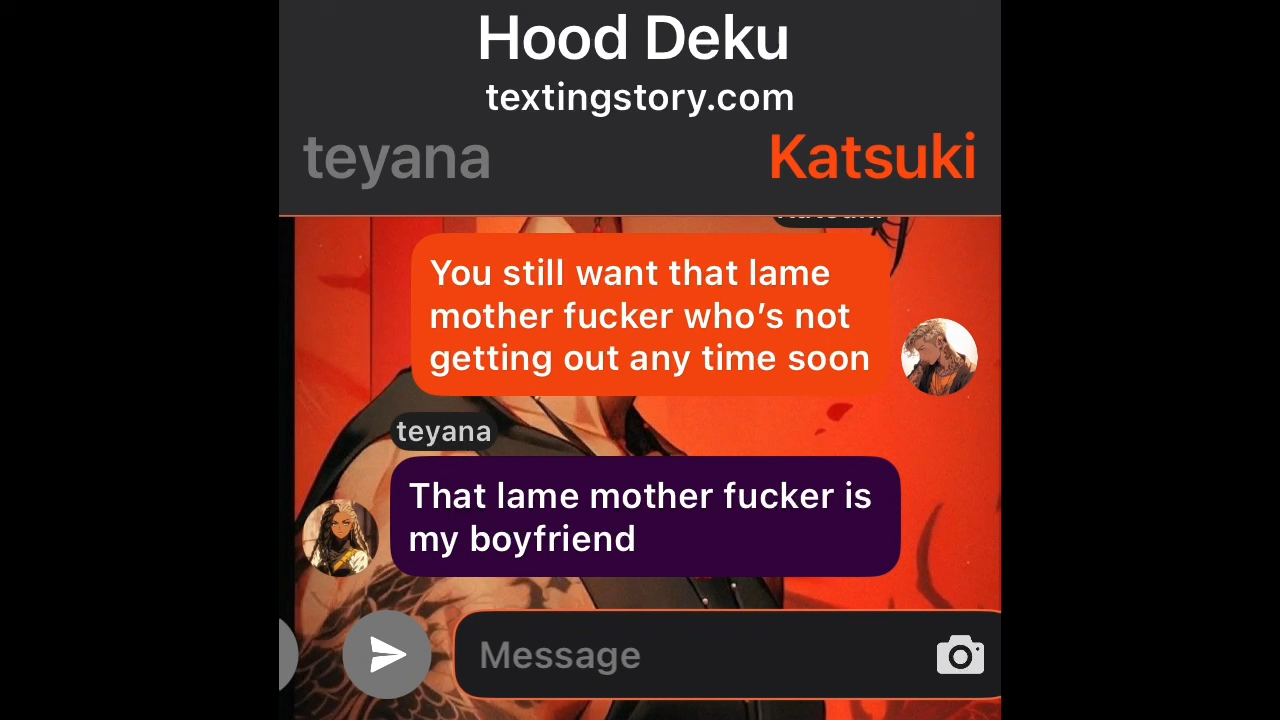 Hood Deku
textingstory.com
teyana
Katsuki
You still want that lame
mother fucker who’s not
getting out any time soon
teyana
That lame mother fucker is
my boyfriend
Message